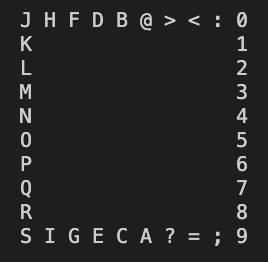 J H F D B @ > < : 0
K 1
L 2
M 3
N 4
O 5
P 6
Q 7
R 8
S I G E C A ? = ; 9